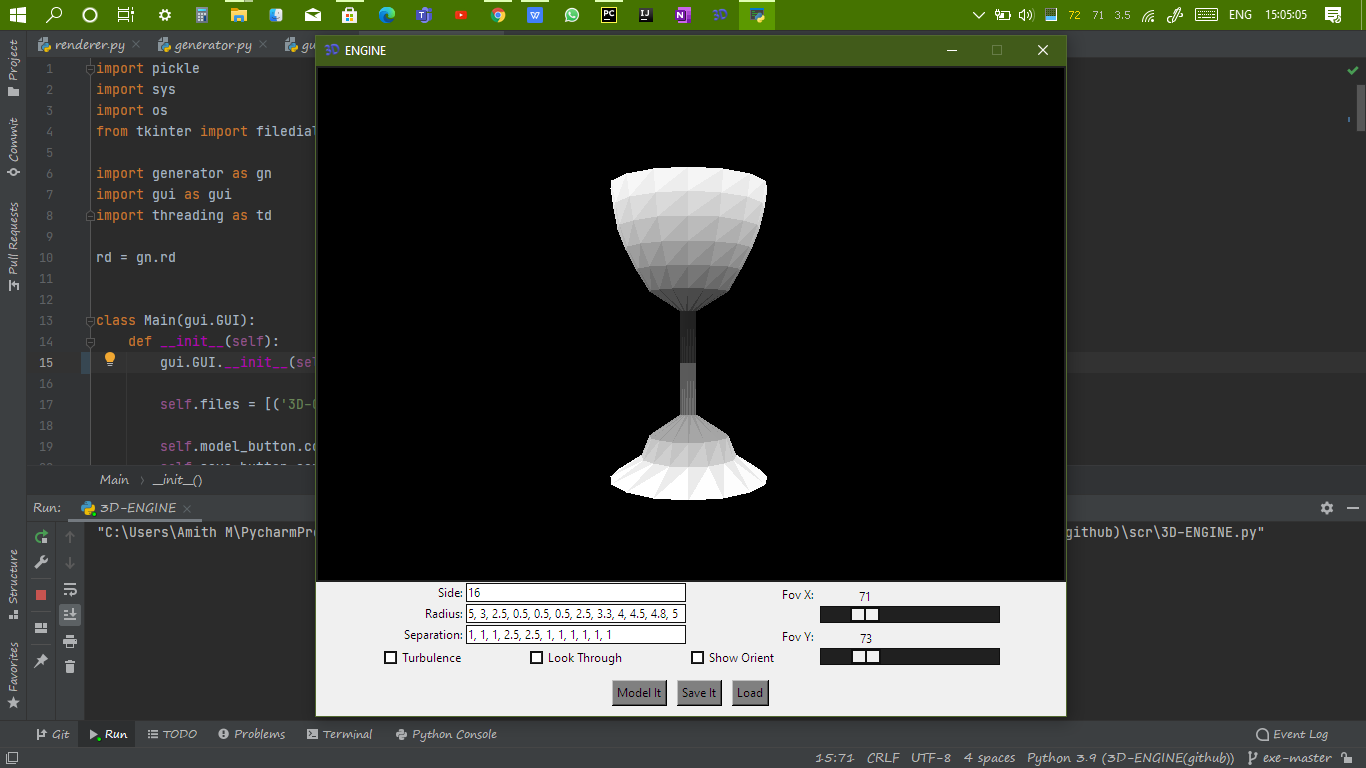 72 71 3.5 ENG 15:05:05
renderer.py × generator.py × gu
3D ENGINE
Project
Commit
Pull Requests
Structure
Favorites
1 import pickle
2 import sys
3 import os
4 from tkinter import filedial
5
6 import generator as gn
7 import gui as gui
8 import threading as td
9
10 rd = gn.rd
11
12
13 class Main(gui.GUI):
14 def __init__(self):
15 gui.GUI.__init__(sel
16
17 self.files = [('3D-
18
19 self.model_button.co
Main › __init__()
Run: 3D-ENGINE ×
"C:\Users\Amith M\PycharmPr
github)\scr\3D-ENGINE.py"
Side: 16
Radius: 5, 3, 2.5, 0.5, 0.5, 0.5, 2.5, 3.3, 4, 4.5, 4.8, 5
Separation: 1, 1, 1, 2.5, 2.5, 1, 1, 1, 1, 1, 1
Turbulence Look Through Show Orient
Fov X: 71
Fov Y: 73
Model It Save It Load
Git Run TODO Problems Terminal Python Console Event Log
15:71 CRLF UTF-8 4 spaces Python 3.9 (3D-ENGINE(github)) exe-master